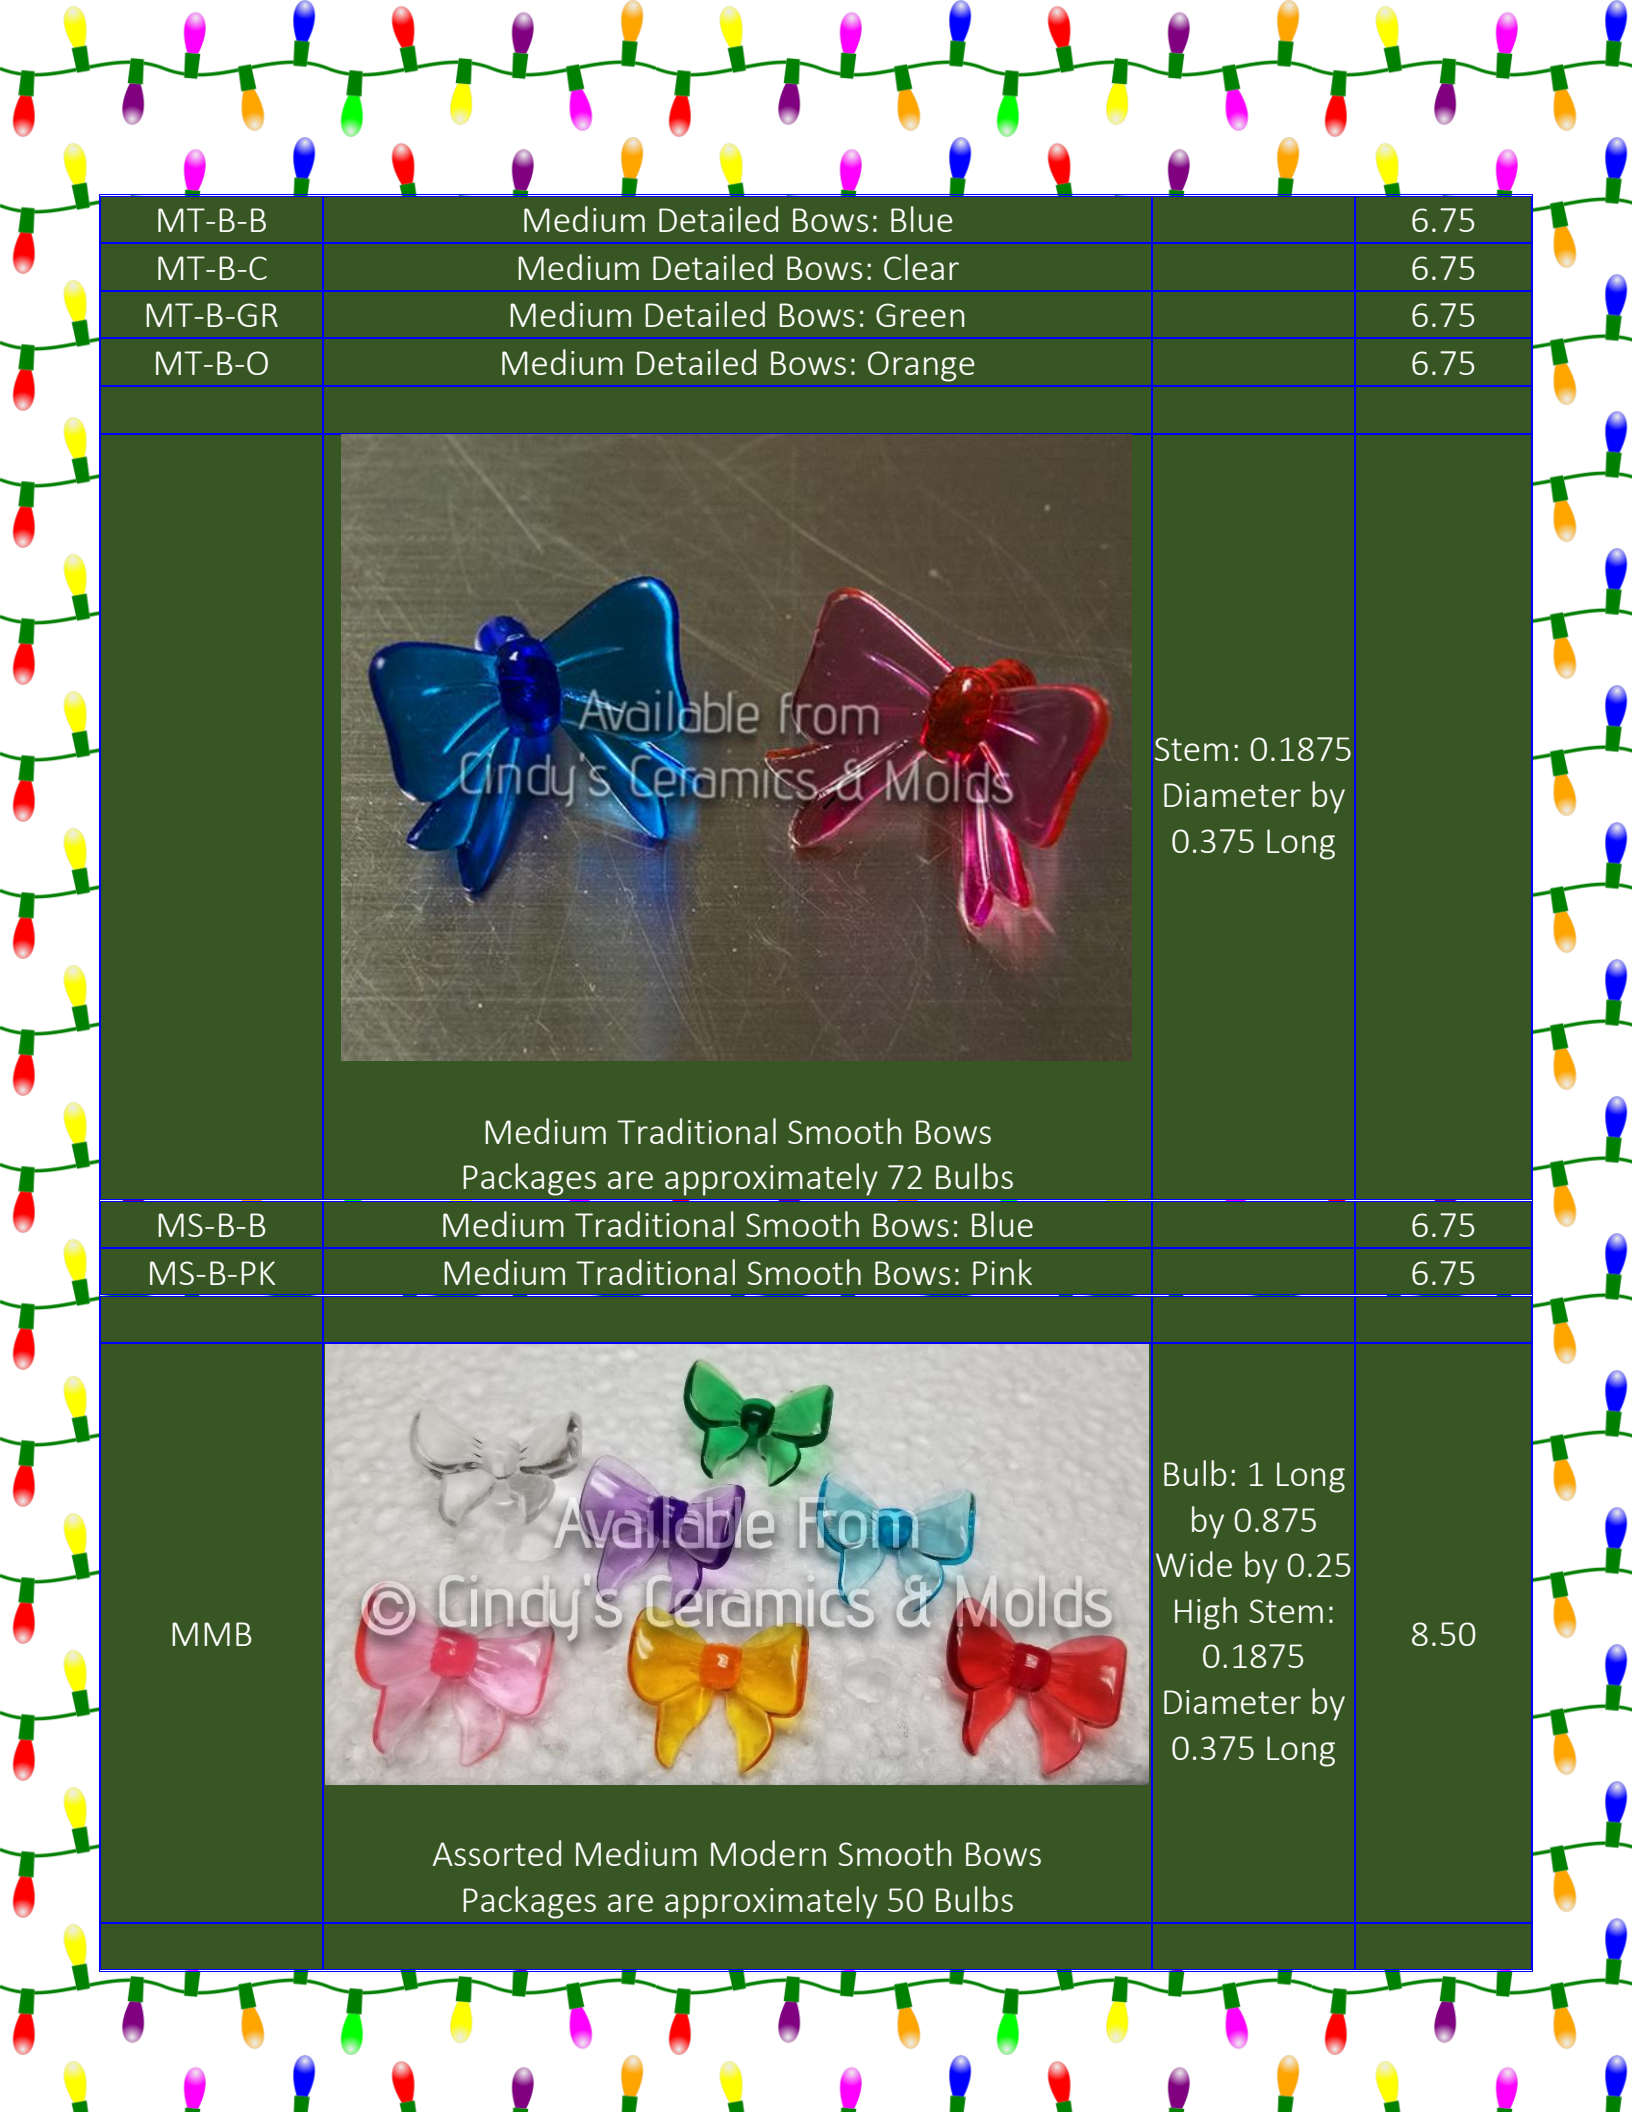 MT-B-B Medium Detailed Bows: Blue 6.75
MT-B-C Medium Detailed Bows: Clear 6.75
MT-B-GR Medium Detailed Bows: Green 6.75
MT-B-O Medium Detailed Bows: Orange 6.75
Available from
Cindy's Ceramics & Molds
Stem: 0.1875
Diameter by
0.375 Long
Medium Traditional Smooth Bows
Packages are approximately 72 Bulbs
MS-B-B Medium Traditional Smooth Bows: Blue 6.75
MS-B-PK Medium Traditional Smooth Bows: Pink 6.75
MMB
Available From
© Cindy's Ceramics & Molds
Assorted Medium Modern Smooth Bows
Packages are approximately 50 Bulbs
Bulb: 1 Long
by 0.875
Wide by 0.25
High Stem:
0.1875
Diameter by
0.375 Long
8.50